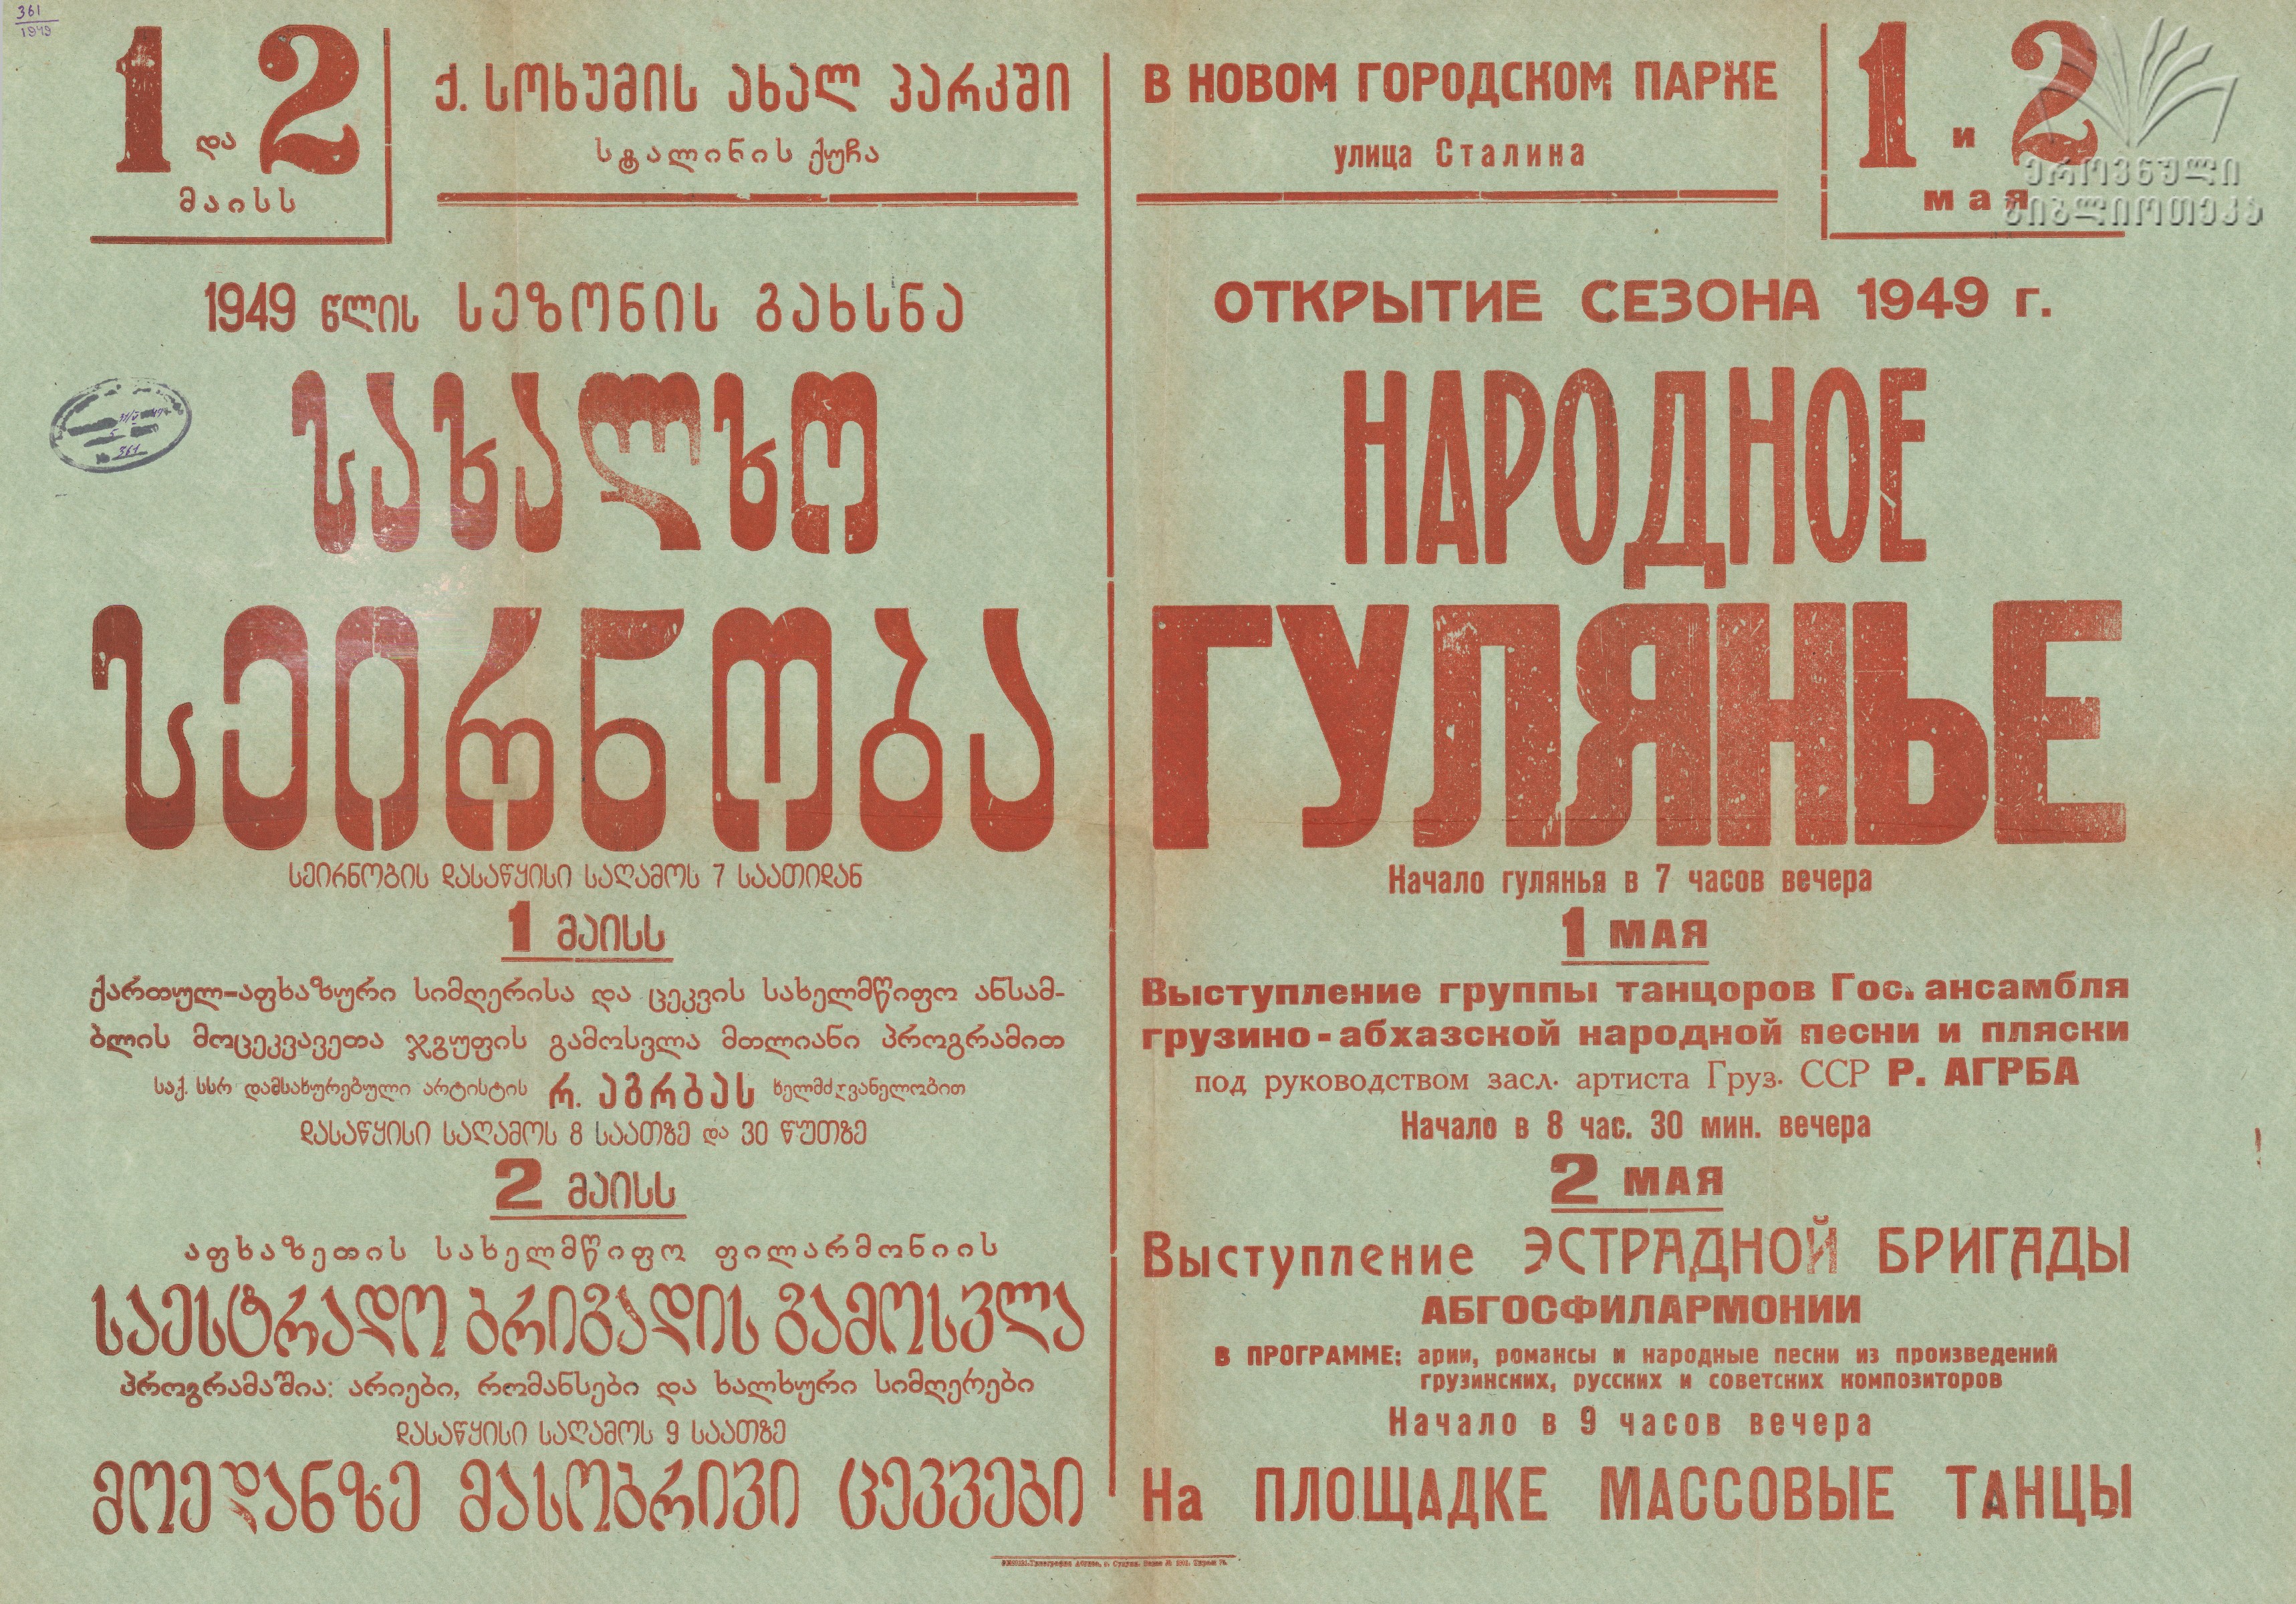 361
1949
1 და 2
მაისს
ქ. სოხუმის ახალ პარკში
სტალინის ქუჩა
1949 წლის სეზონის გახსნა
სახალხო
სეირნობა
სეირნობის დასაწყისი საღამოს 7 საათიდან
1 მაისს
ქართულ-აფხაზური სიმღერისა და ცეკვის სახელმწიფო ანსამ-
ბლის მოცეკვავეთა ჯგუფის გამოსვლა მთლიანი პროგრამით
საქ. სსრ დამსახურებული არტისტის რ. აგრბას ხელმძღვანელობით
დასაწყისი საღამოს 8 საათზე და 30 წუთზე
2 მაისს
აფხაზეთის სახელმწიფო ფილარმონიის
საესტრადო ბრიგადის გამოსვლა
პროგრამაშია: არიები, რომანსები და ხალხური სიმღერები
დასაწყისი საღამოს 9 საათზე
მოედანზე მასობრივი ცეკვები
В НОВОМ ГОРОДСКОМ ПАРКЕ
улица Сталина
1 и 2
мая
ეროვნული
ბიბლიოთეკა
ОТКРЫТИЕ СЕЗОНА 1949 г.
НАРОДНОЕ
ГУЛЯНЬЕ
Начало гулянья в 7 часов вечера
1 МАЯ
Выступление группы танцоров Гос. ансамбля
грузино-абхазской народной песни и пляски
под руководством засл. артиста Груз. ССР Р. АГРБА
Начало в 8 час. 30 мин. вечера
2 МАЯ
Выступление ЭСТРАДНОЙ БРИГАДЫ
АБГОСФИЛАРМОНИИ
В ПРОГРАММЕ: арии, романсы и народные песни из произведений
грузинских, русских и советских композиторов
Начало в 9 часов вечера
На ПЛОЩАДКЕ МАССОВЫЕ ТАНЦЫ